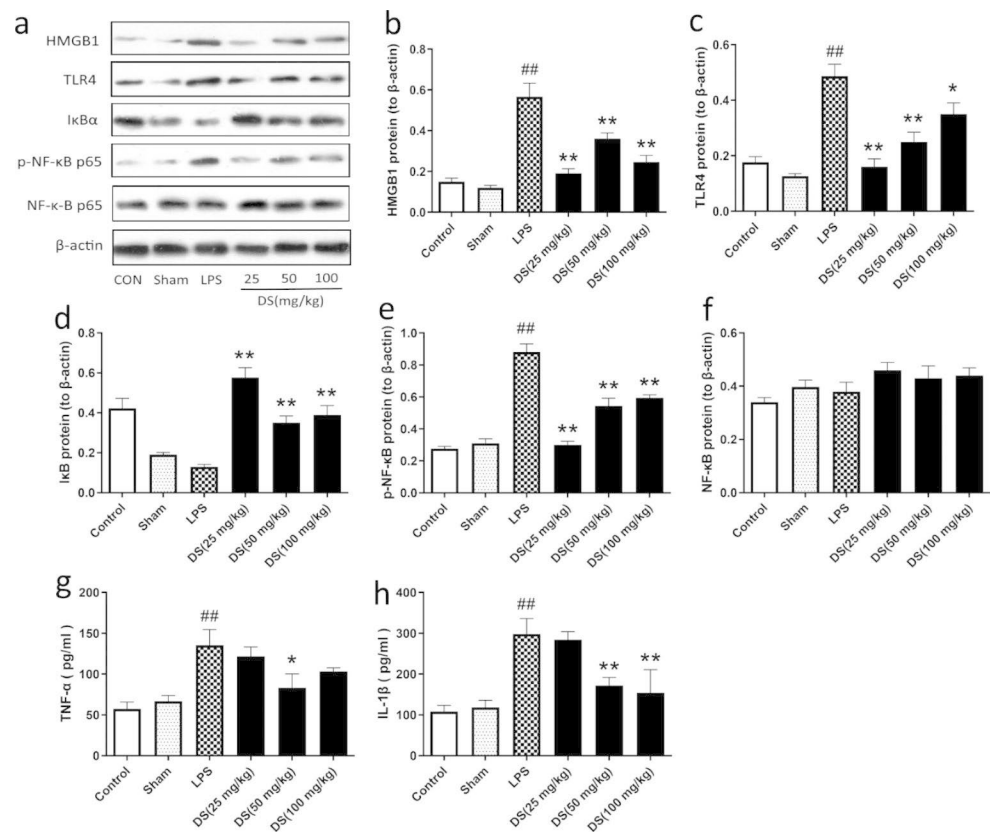 a
HMGB1
TLR4
IκBα
p-NF-κB p65
NF-κ-B p65
β-actin
CON Sham LPS 25 50 100
DS(mg/kg)
b
HMGB1 protein (to β-actin)
0.8
0.6
0.4
0.2
0.0
##
**
**
**
Control
Sham
LPS
DS(25 mg/kg)
DS(50 mg/kg)
DS(100 mg/kg)
c
TLR4 protein (to β-actin)
0.6
0.4
0.2
0.0
##
**
**
*
Control
Sham
LPS
DS(25 mg/kg)
DS(50 mg/kg)
DS(100 mg/kg)
d
IκB protein (to β-actin)
0.8
0.6
0.4
0.2
0.0
**
**
**
Control
Sham
LPS
DS(25 mg/kg)
DS(50 mg/kg)
DS(100 mg/kg)
e
p-NF-κB protein (to β-actin)
1.0
0.8
0.6
0.4
0.2
0.0
##
**
**
**
Control
Sham
LPS
DS(25 mg/kg)
DS(50 mg/kg)
DS(100 mg/kg)
f
NF-κB protein (to β-actin)
0.6
0.4
0.2
0.0
Control
Sham
LPS
DS(25 mg/kg)
DS(50 mg/kg)
DS(100 mg/kg)
g
TNF-α ( pg/ml )
200
150
100
50
0
##
*
Control
Sham
LPS
DS(25 mg/kg)
DS(50 mg/kg)
DS(100 mg/kg)
h
IL-1β ( pg/ml )
400
300
200
100
0
##
**
**
Control
Sham
LPS
DS(25 mg/kg)
DS(50 mg/kg)
DS(100 mg/kg)